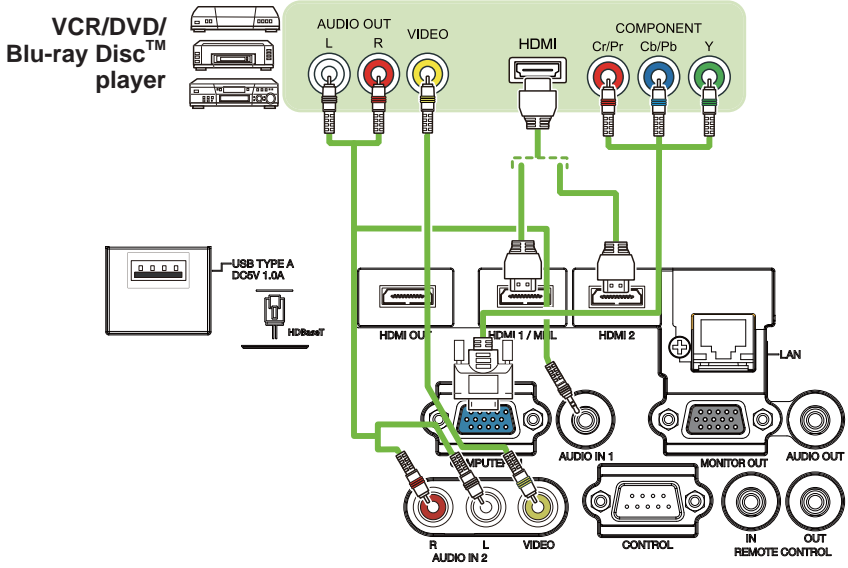 VCR/DVD/
Blu-ray Disc™
player
AUDIO OUT
L R
VIDEO
HDMI
COMPONENT
Cr/Pr Cb/Pb Y
USB TYPE A
DC5V 1.0A
HDBaseT
HDMI OUT
HDMI 1 /
HDMI 2
LAN
AUDIO IN 1
MONITOR OUT
AUDIO OUT
R L VIDEO
AUDIO IN 2
CONTROL
IN OUT
REMOTE CONTROL